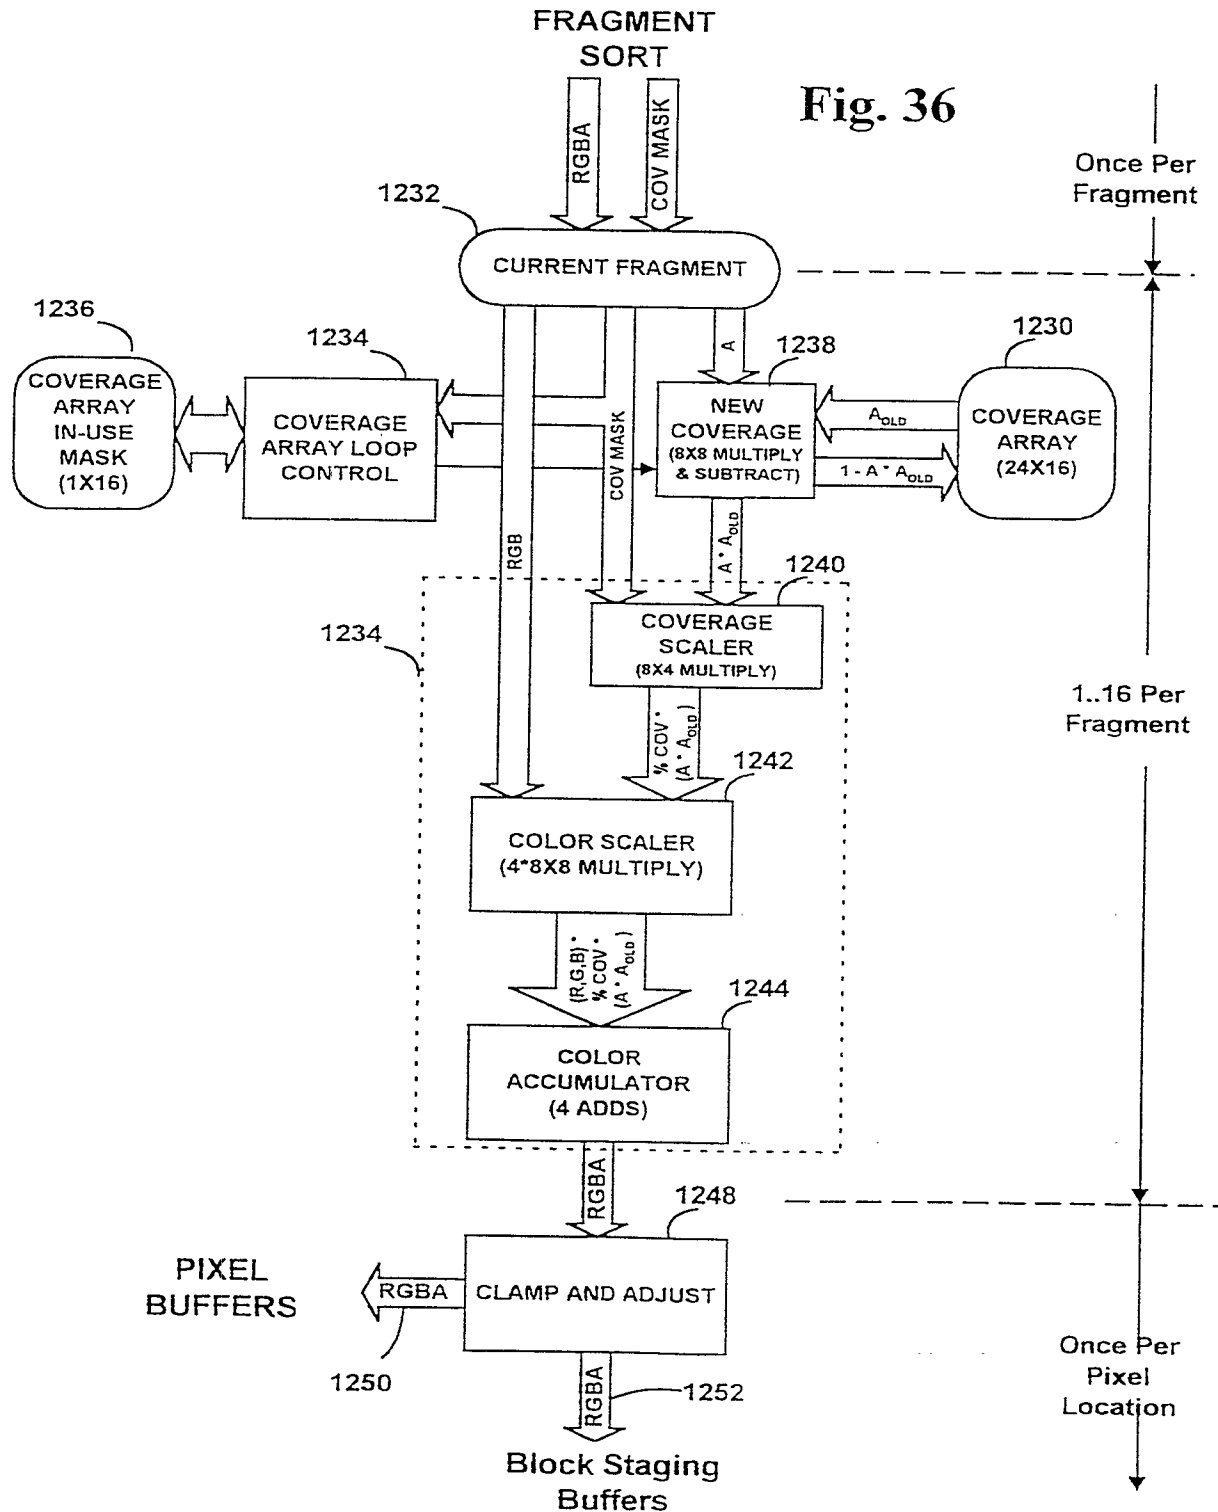 FRAGMENT
SORT
Fig. 36
RGBA
COV MASK
Once Per
Fragment
1232
CURRENT FRAGMENT
1236
COVERAGE
ARRAY
IN-USE
MASK
(1X16)
1234
COVERAGE
ARRAY LOOP
CONTROL
A
1238
NEW
COVERAGE
(8X8 MULTIPLY
& SUBTRACT)
1230
COVERAGE
ARRAY
(24X16)
AOLD
1 - A * AOLD
COV MASK
RGB
A * AOLD
1240
COVERAGE
SCALER
(8X4 MULTIPLY)
1234
1..16 Per
Fragment
% COV *
(A * AOLD)
1242
COLOR SCALER
(4*8X8 MULTIPLY)
(R,G,B) *
% COV *
(A * AOLD)
1244
COLOR
ACCUMULATOR
(4 ADDS)
RGBA
1248
CLAMP AND ADJUST
PIXEL
BUFFERS
RGBA
1250
RGBA
1252
Once Per
Pixel
Location
Block Staging
Buffers